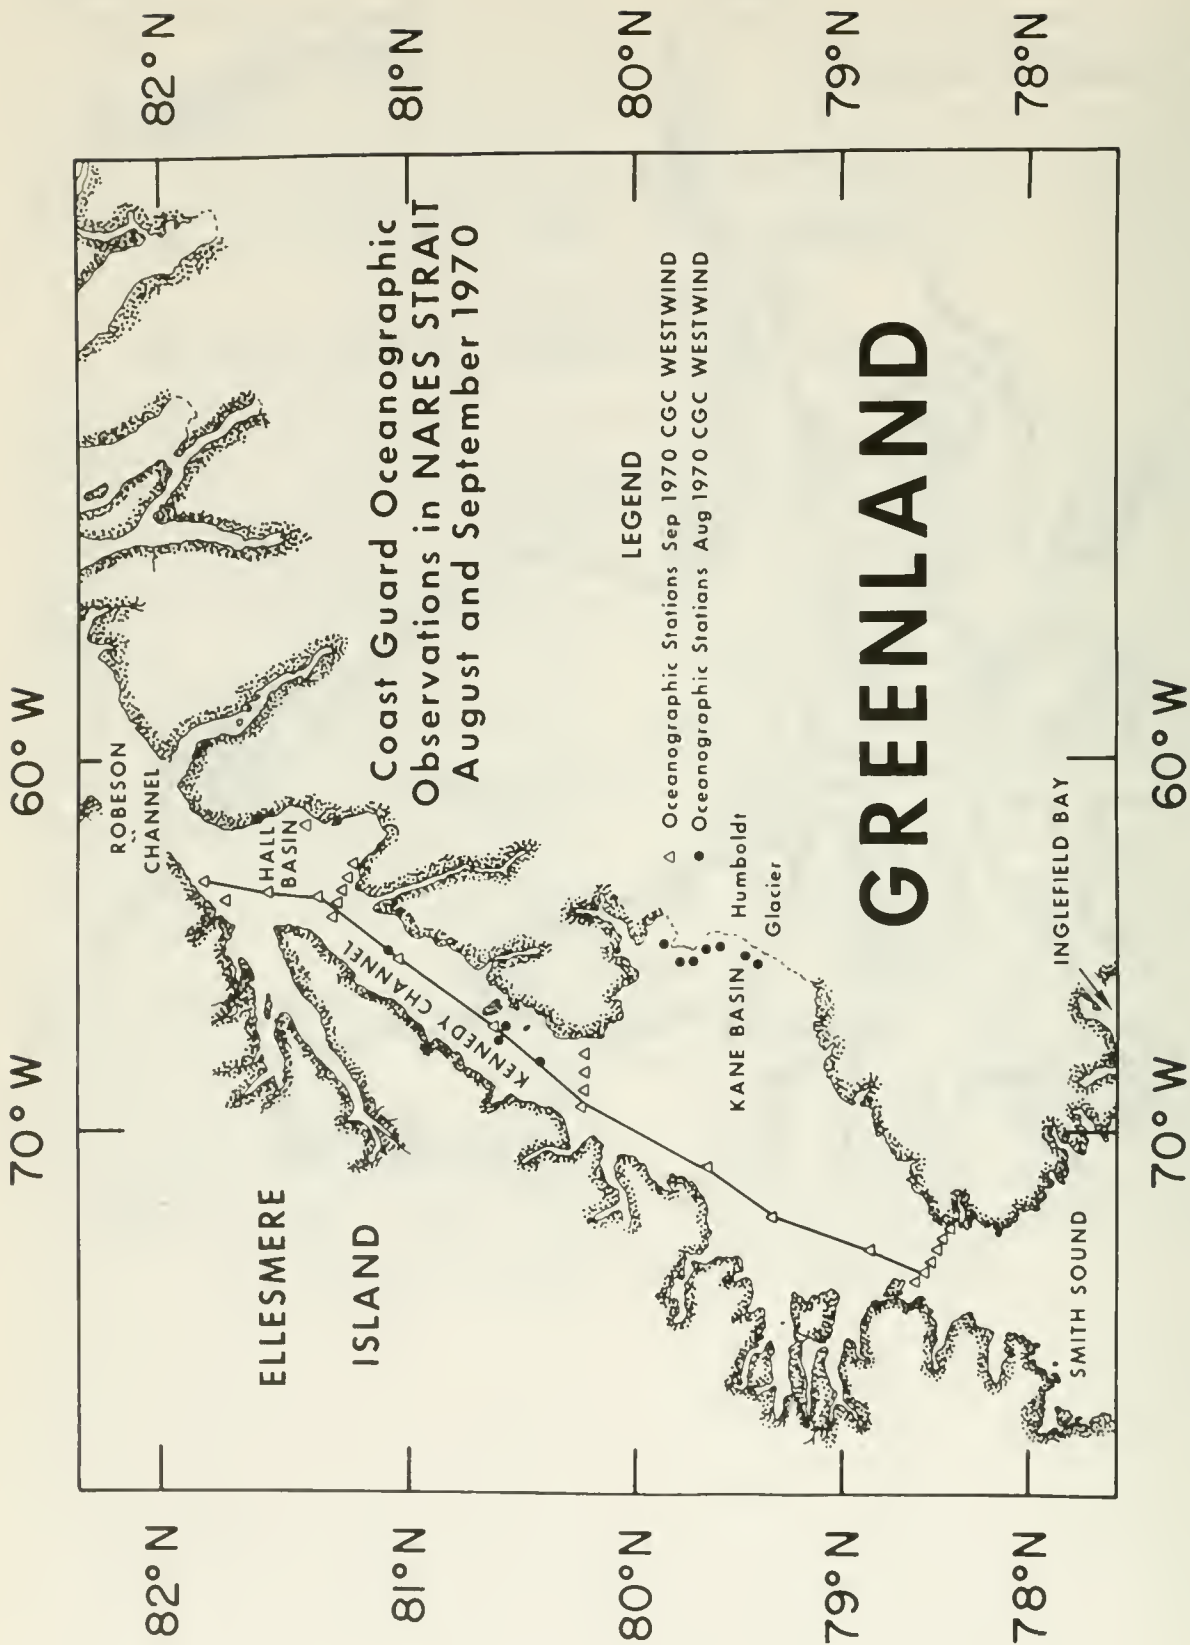 60° W
70° W
82° N
81° N
80° N
79° N
78° N
82° N
81° N
80° N
79° N
78° N
ROBESON
CHANNEL
HALL
BASIN
Coast Guard Oceanographic
Observations in NARES STRAIT
August and September 1970
ELLESMERE
ISLAND
KENNEDY CHANNEL
LEGEND
△ Oceanographic Stations Sep 1970 CGC WESTWIND
● Oceanographic Stations Aug 1970 CGC WESTWIND
Humboldt
Glacier
KANE BASIN
GREENLAND
INGLEFIELD BAY
SMITH SOUND
70° W
60° W